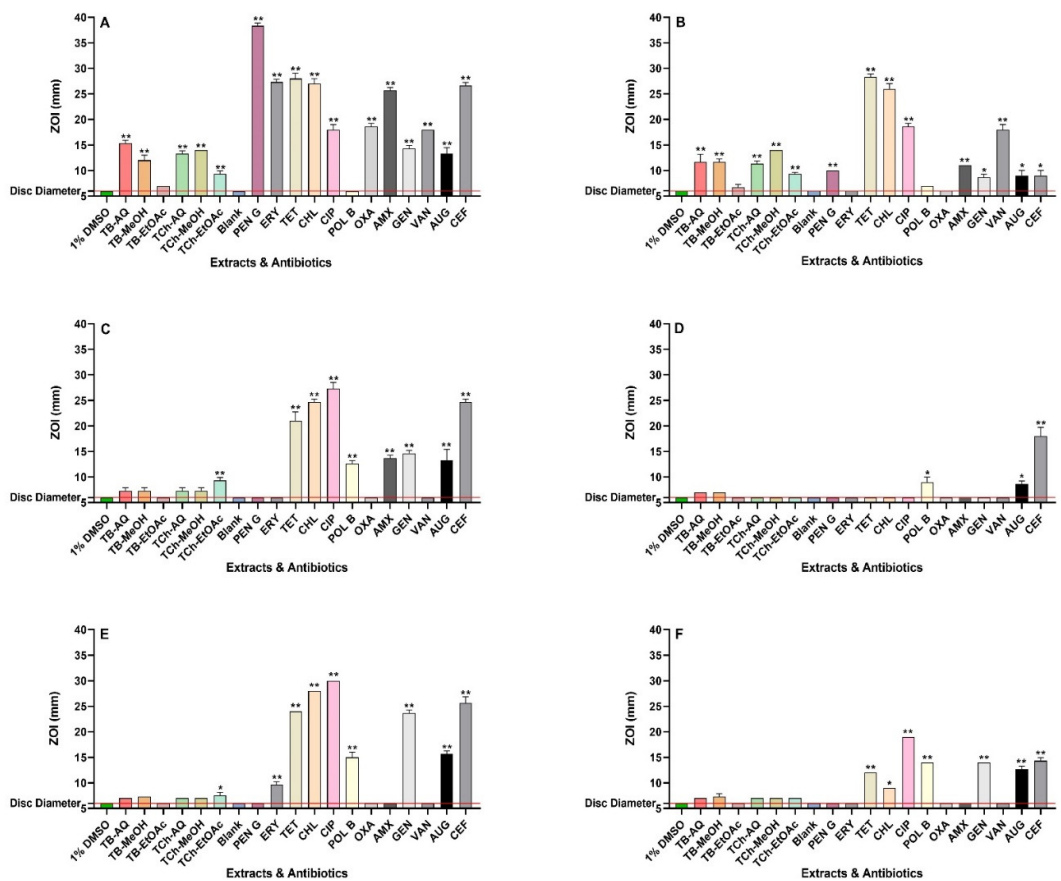 A
ZOI (mm)
40
35
30
25
20
15
10
5
Disc Diameter
** ** ** ** ** ** ** ** ** ** ** ** ** ** ** **
1% DMSO TB-AQ TB-MeOH TB-EtOAc TCh-AQ TCh-MeOH TCh-EtOAc Blank PEN G ERY TET CHL CIP POL B OXA AMX GEN VAN AUG CEF
Extracts & Antibiotics
B
ZOI (mm)
40
35
30
25
20
15
10
5
Disc Diameter
** ** ** ** ** ** ** ** ** ** * ** * *
1% DMSO TB-AQ TB-MeOH TB-EtOAc TCh-AQ TCh-MeOH TCh-EtOAc Blank PEN G ERY TET CHL CIP POL B OXA AMX GEN VAN AUG CEF
Extracts & Antibiotics
C
ZOI (mm)
40
35
30
25
20
15
10
5
Disc Diameter
** ** ** ** ** ** ** ** **
1% DMSO TB-AQ TB-MeOH TB-EtOAc TCh-AQ TCh-MeOH TCh-EtOAc Blank PEN G ERY TET CHL CIP POL B OXA AMX GEN VAN AUG CEF
Extracts & Antibiotics
D
ZOI (mm)
40
35
30
25
20
15
10
5
Disc Diameter
* * **
1% DMSO TB-AQ TB-MeOH TB-EtOAc TCh-AQ TCh-MeOH TCh-EtOAc Blank PEN G ERY TET CHL CIP POL B OXA AMX GEN VAN AUG CEF
Extracts & Antibiotics
E
ZOI (mm)
40
35
30
25
20
15
10
5
Disc Diameter
* ** ** ** ** ** ** ** **
1% DMSO TB-AQ TB-MeOH TB-EtOAc TCh-AQ TCh-MeOH TCh-EtOAc Blank PEN G ERY TET CHL CIP POL B OXA AMX GEN VAN AUG CEF
Extracts & Antibiotics
F
ZOI (mm)
40
35
30
25
20
15
10
5
Disc Diameter
** * ** ** ** ** **
1% DMSO TB-AQ TB-MeOH TB-EtOAc TCh-AQ TCh-MeOH TCh-EtOAc Blank PEN G ERY TET CHL CIP POL B OXA AMX GEN VAN AUG CEF
Extracts & Antibiotics